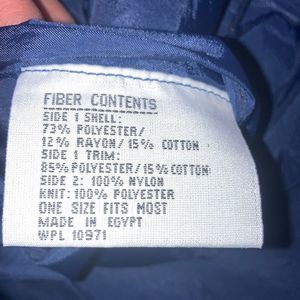 FIBER CONTENTS
SIDE 1 SHELL:
73% POLYESTER/
12% RAYON/15% COTTON
SIDE 1 TRIM:
85% POLYESTER/15% COTTON
SIDE 2: 100% NYLON
KNIT: 100% POLYESTER
ONE SIZE FITS MOST
MADE IN EGYPT
WPL 10971